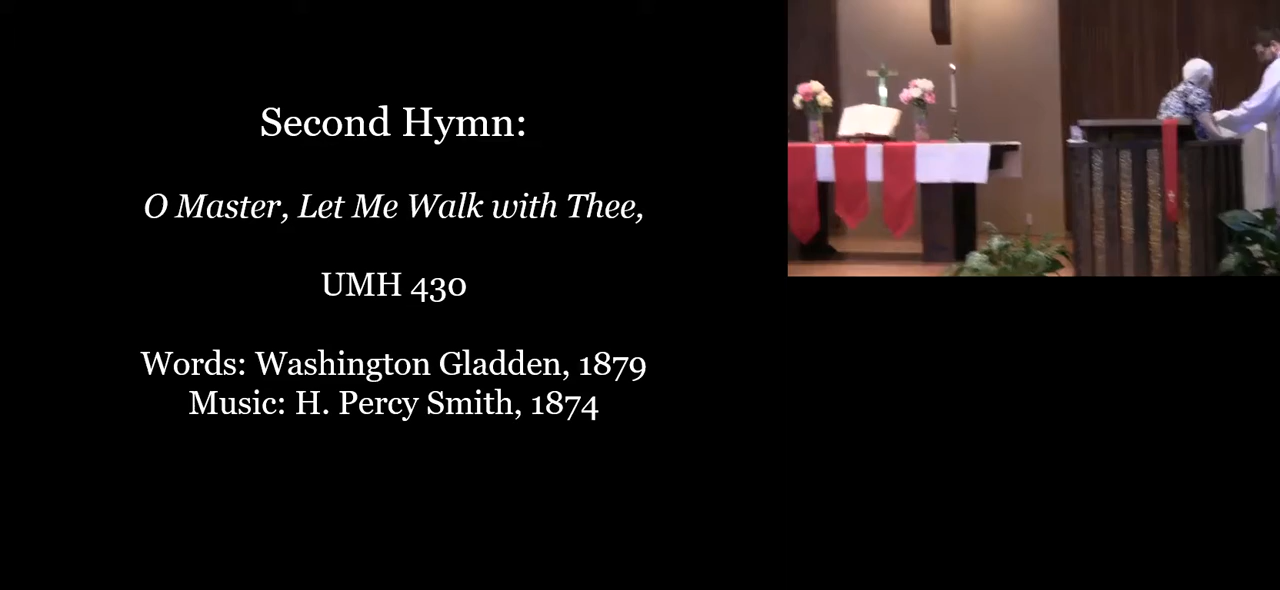 Second Hymn:
O Master, Let Me Walk with Thee,
UMH 430
Words: Washington Gladden, 1879
Music: H. Percy Smith, 1874